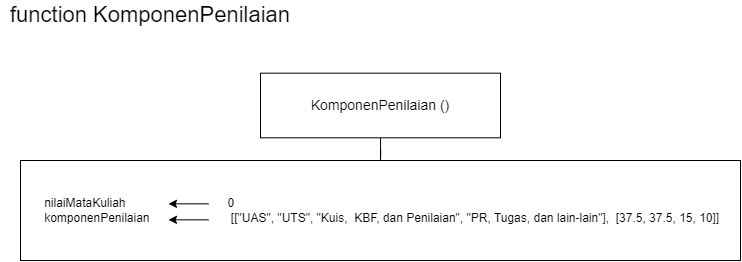 function KomponenPenilaian
KomponenPenilaian ()
nilaiMataKuliah 0
komponenPenilaian [["UAS", "UTS", "Kuis, KBF, dan Penilaian", "PR, Tugas, dan lain-lain"], [37.5, 37.5, 15, 10]]